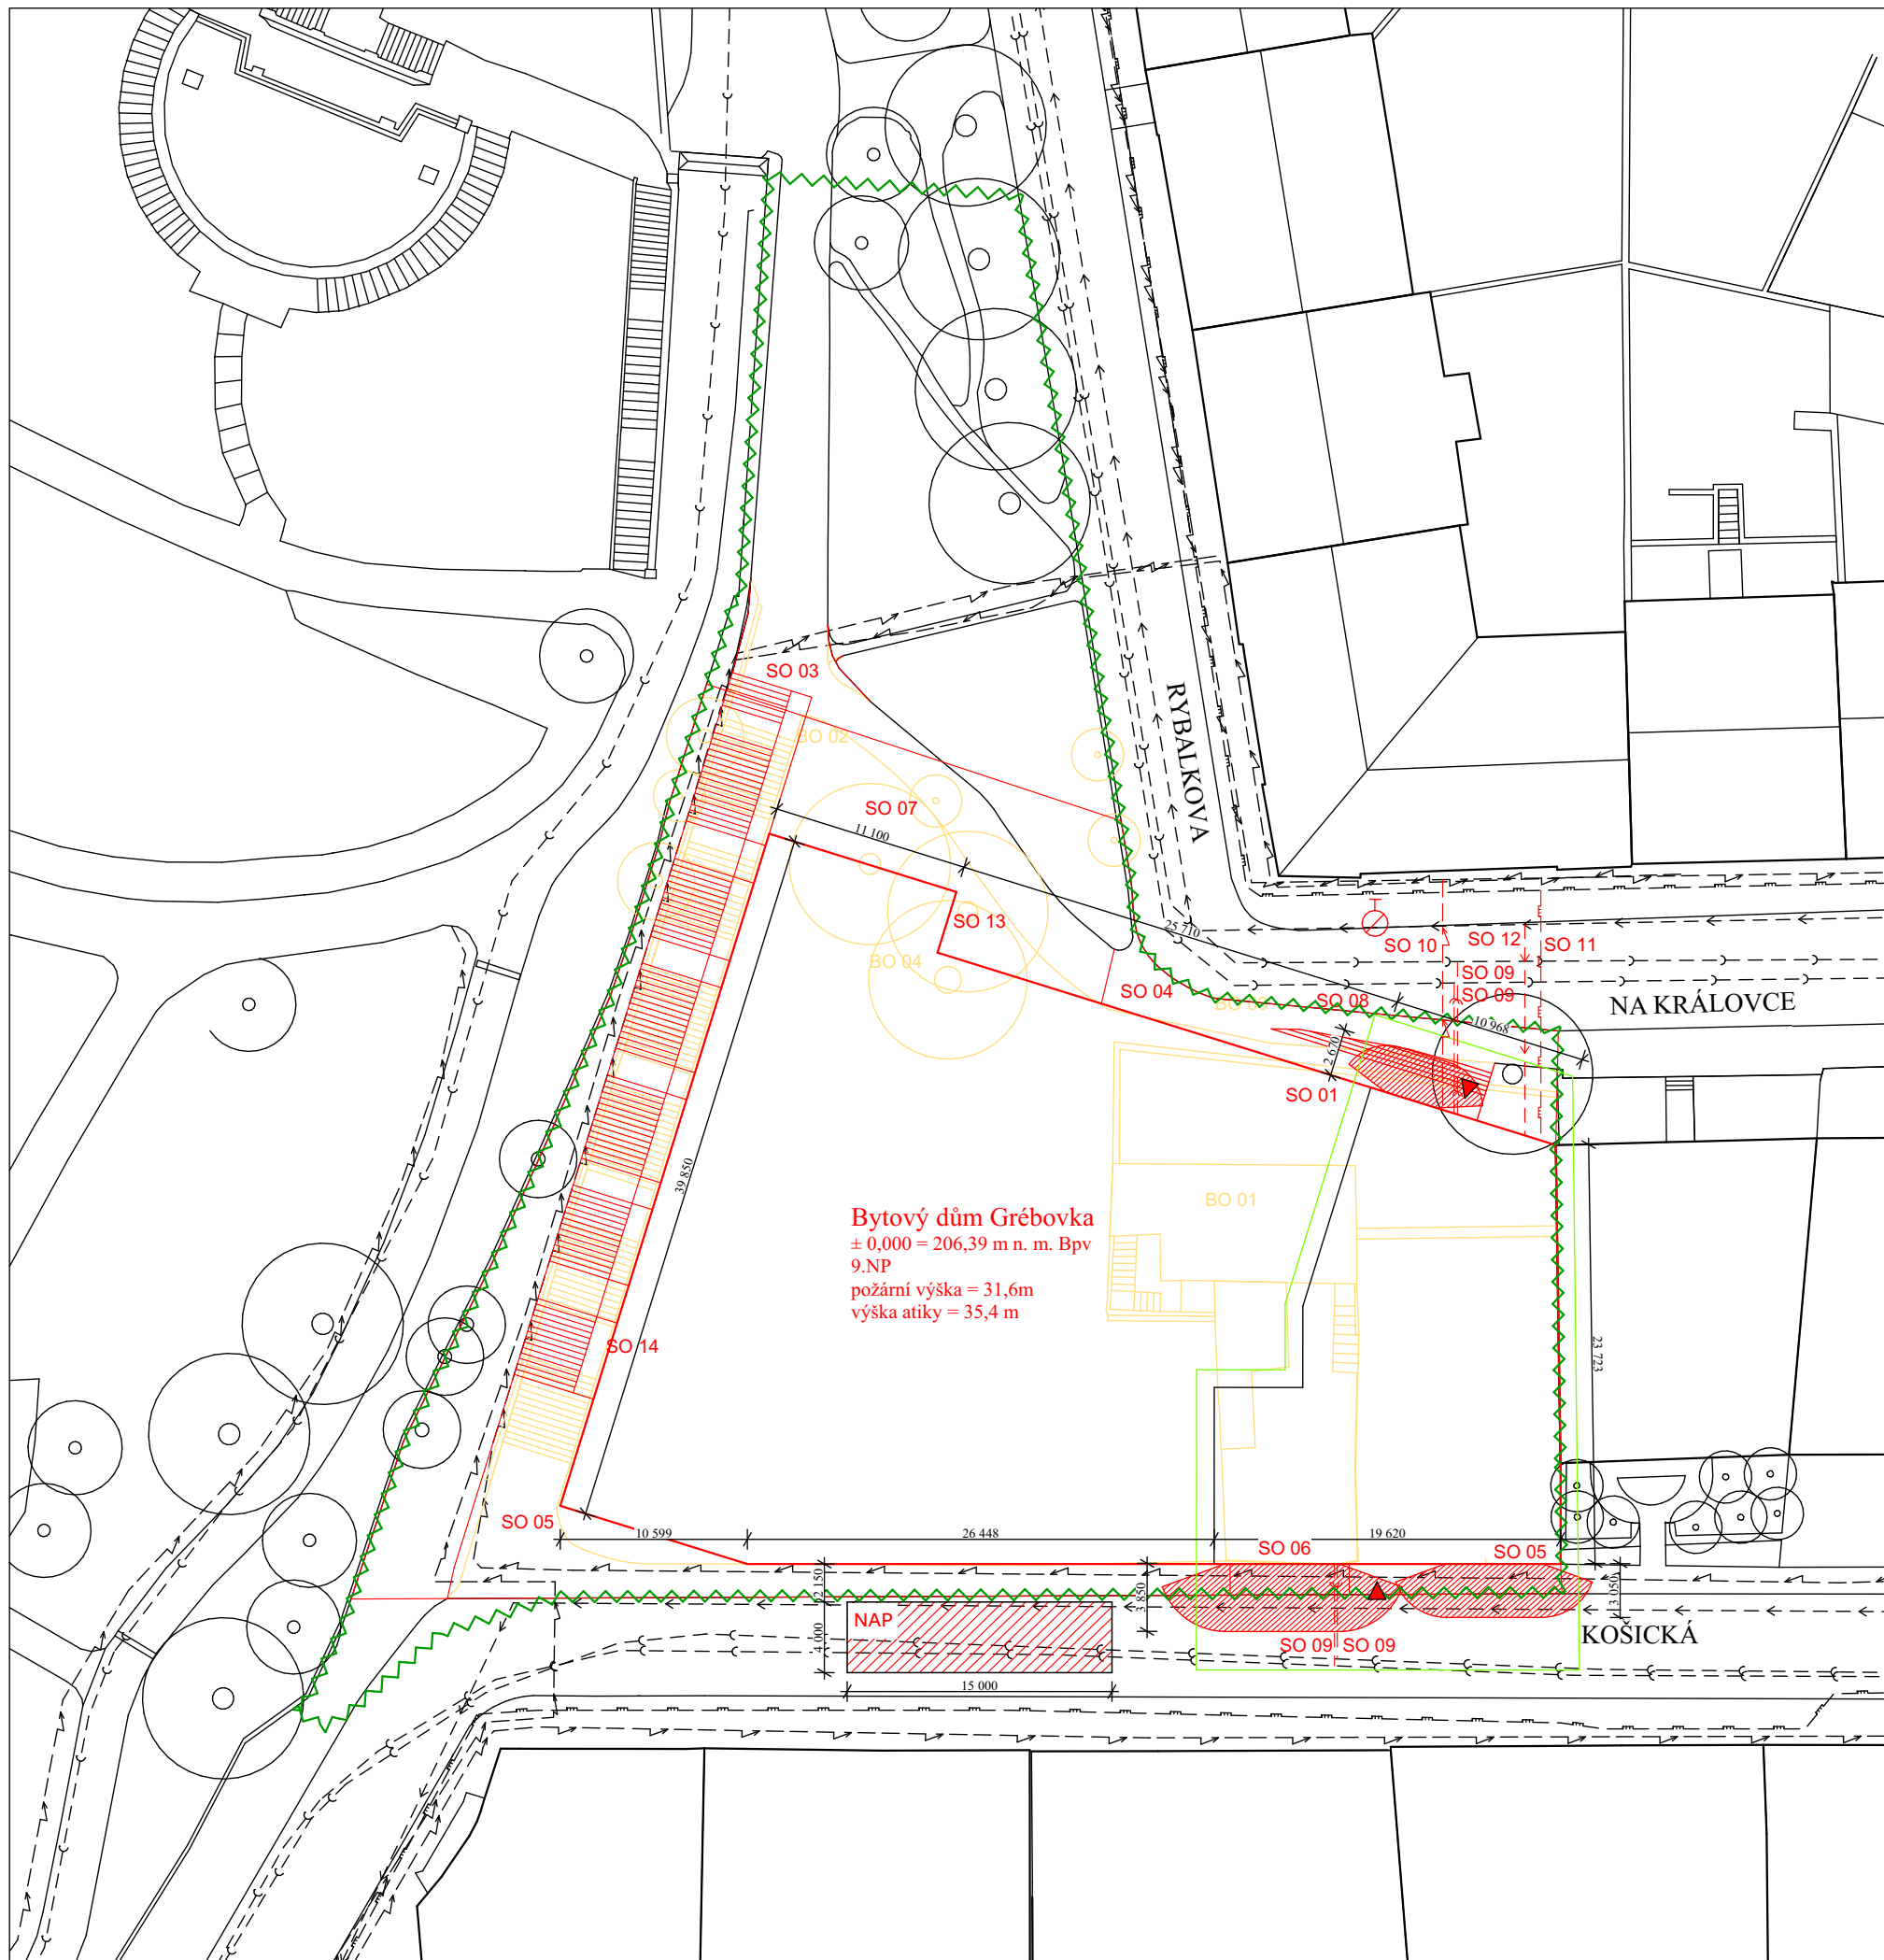 SO 03
BO 02
RYBALKOVA
SO 07
11 100
SO 13
25 710
SO 10
SO 12
SO 11
BO 04
SO 09
SO 04
SO 08
SO 09
NA KRÁLOVCE
10 968
2 670
SO 01
39 850
BO 01
Bytový dům Grébovka
± 0,000 = 206,39 m n. m. Bpv
9.NP
požární výška = 31,6m
výška atiky = 35,4 m
SO 14
23 723
SO 05
10 599
26 448
19 620
SO 06
SO 05
2 150
3 850
3 050
NAP
4 000
SO 09
SO 09
KOŠICKÁ
15 000